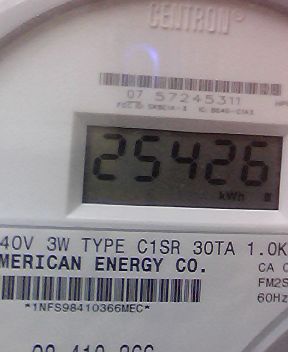 CENTRON
07 57245311
25426
kWh
40V 3W TYPE C1SR 30TA 1.0K
MERICAN ENERGY CO.
CA
FM2S
60Hz
*1NFS98410366MEC*